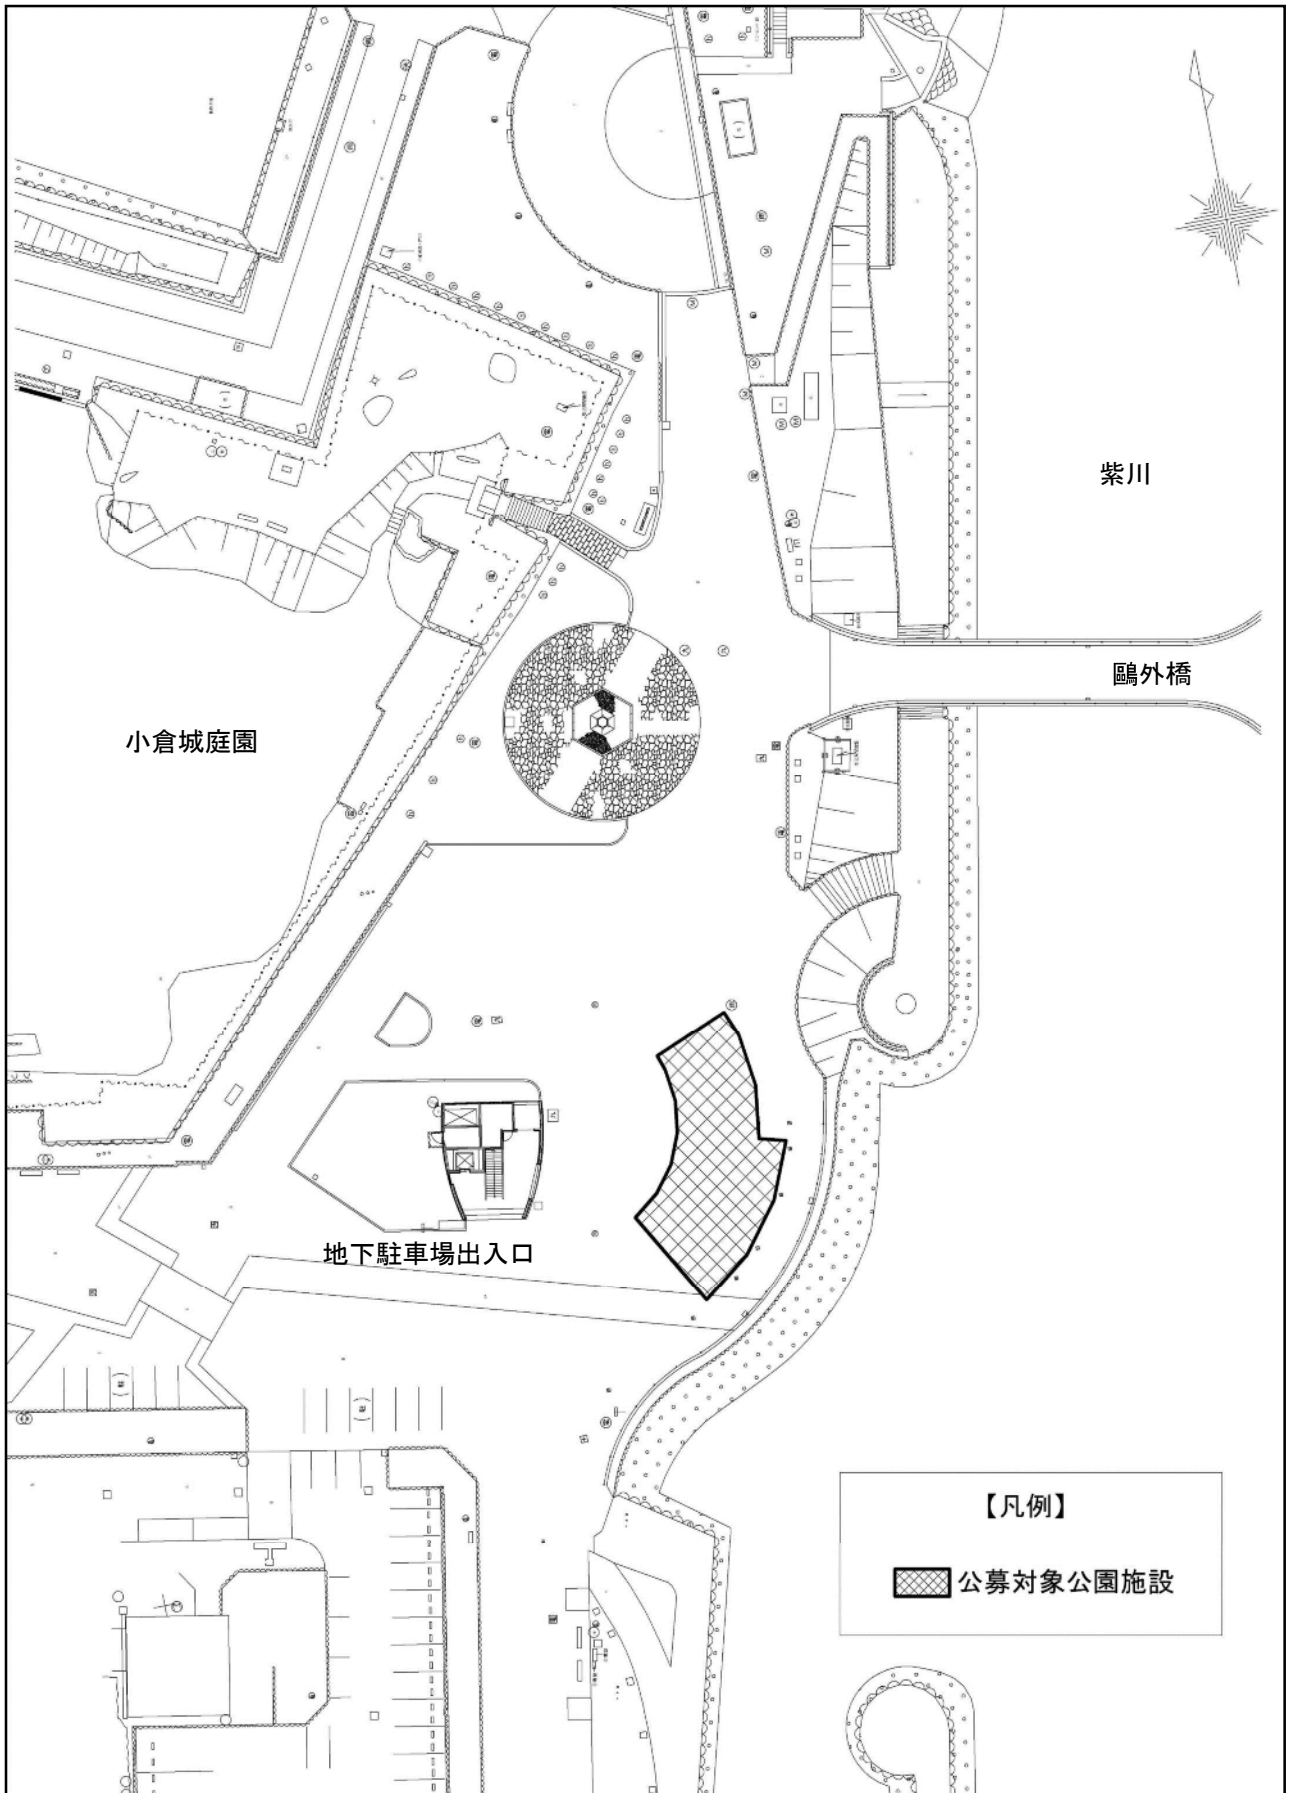 紫川
鷗外橋
小倉城庭園
地下駐車場出入口
【凡例】
公募対象公園施設